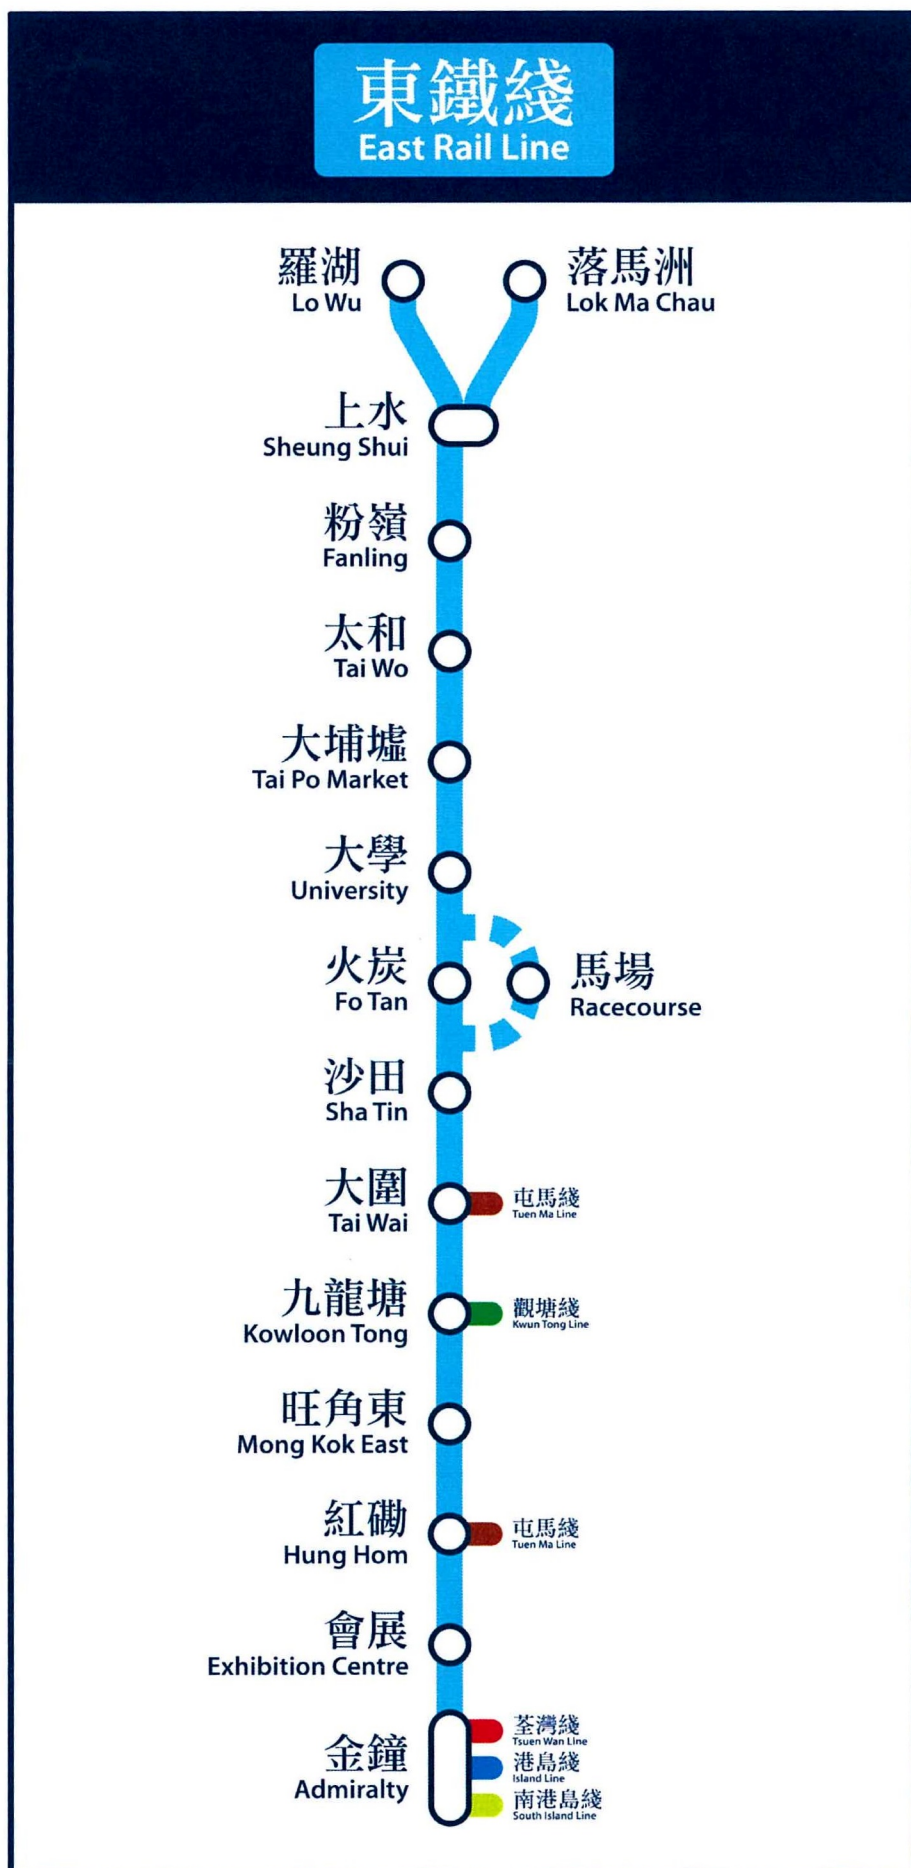 東鐵綫
East Rail Line
羅湖
Lo Wu
落馬洲
Lok Ma Chau
上水
Sheung Shui
粉嶺
Fanling
太和
Tai Wo
大埔墟
Tai Po Market
大學
University
火炭
Fo Tan
馬場
Racecourse
沙田
Sha Tin
大圍
Tai Wai
屯馬綫
Tuen Ma Line
九龍塘
Kowloon Tong
觀塘綫
Kwun Tong Line
旺角東
Mong Kok East
紅磡
Hung Hom
屯馬綫
Tuen Ma Line
會展
Exhibition Centre
金鐘
Admiralty
荃灣綫
Tsuen Wan Line
港島綫
Island Line
南港島綫
South Island Line